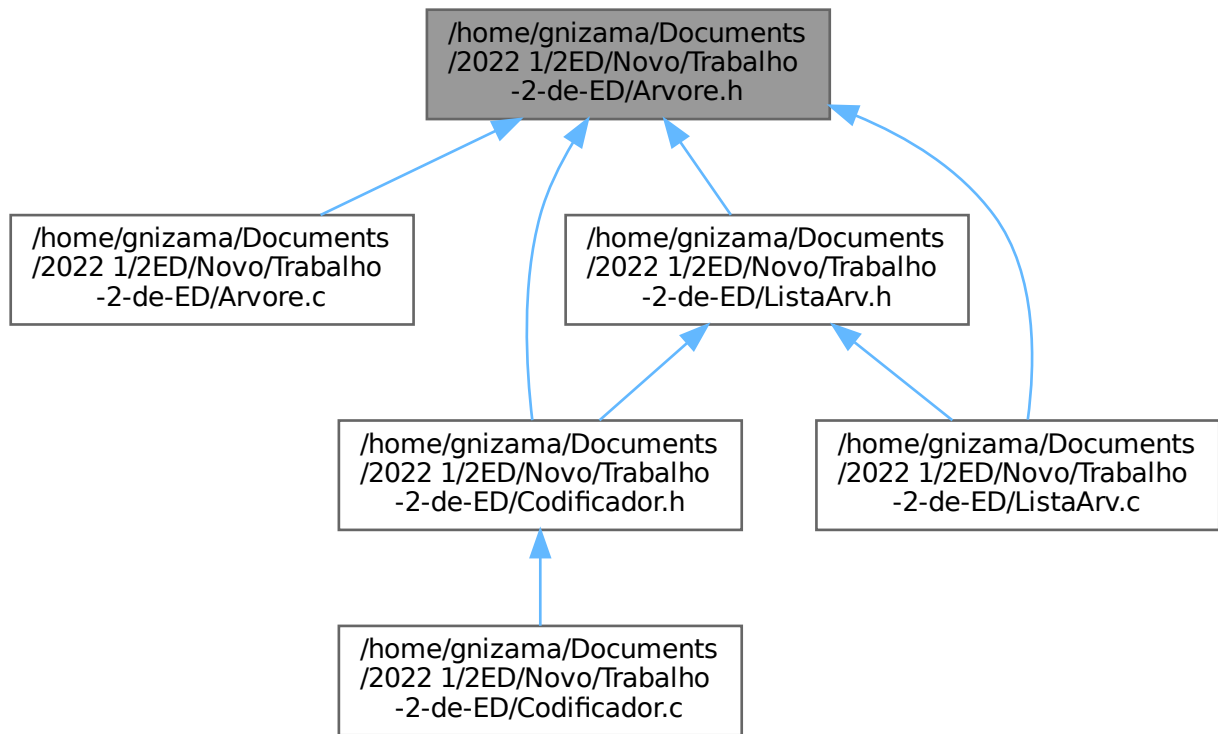 /home/gnizama/Documents
/2022 1/2ED/Novo/Trabalho
-2-de-ED/Arvore.h
/home/gnizama/Documents
/2022 1/2ED/Novo/Trabalho
-2-de-ED/Arvore.c
/home/gnizama/Documents
/2022 1/2ED/Novo/Trabalho
-2-de-ED/ListaArv.h
/home/gnizama/Documents
/2022 1/2ED/Novo/Trabalho
-2-de-ED/Codificador.h
/home/gnizama/Documents
/2022 1/2ED/Novo/Trabalho
-2-de-ED/ListaArv.c
/home/gnizama/Documents
/2022 1/2ED/Novo/Trabalho
-2-de-ED/Codificador.c